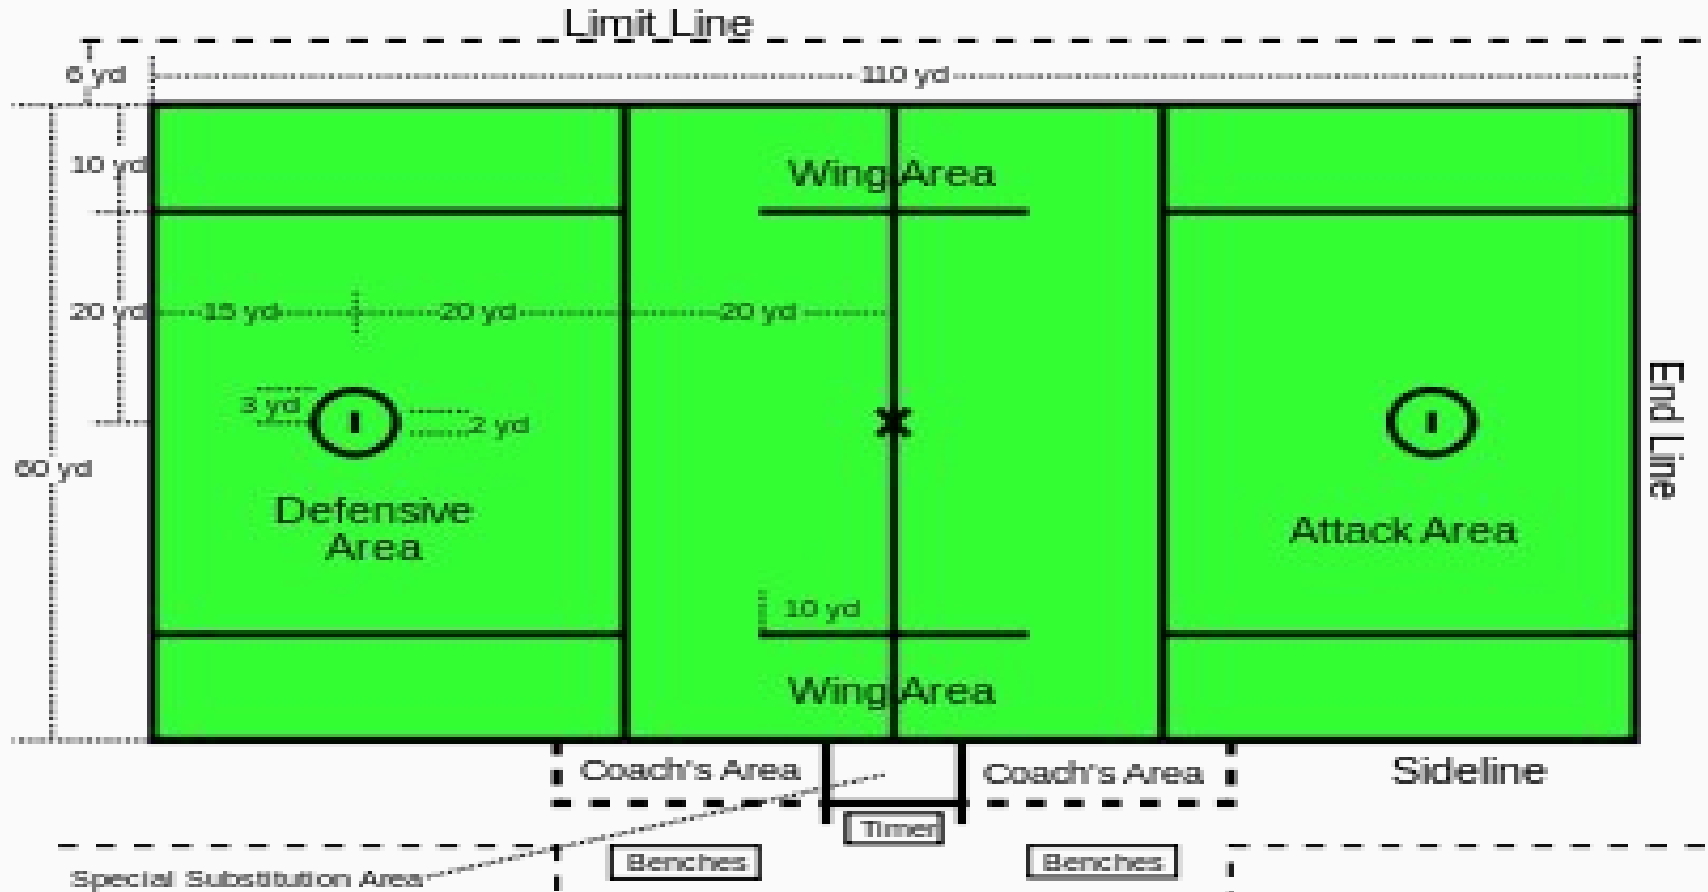 Limit Line
6 yd
110 yd
10 yd
Wing Area
20 yd
15 yd
20 yd
20 yd
3 yd
2 yd
End Line
60 yd
Defensive
Area
Attack Area
10 yd
Wing Area
Coach's Area
Coach's Area
Sideline
Timer
Benches
Benches
Special Substitution Area